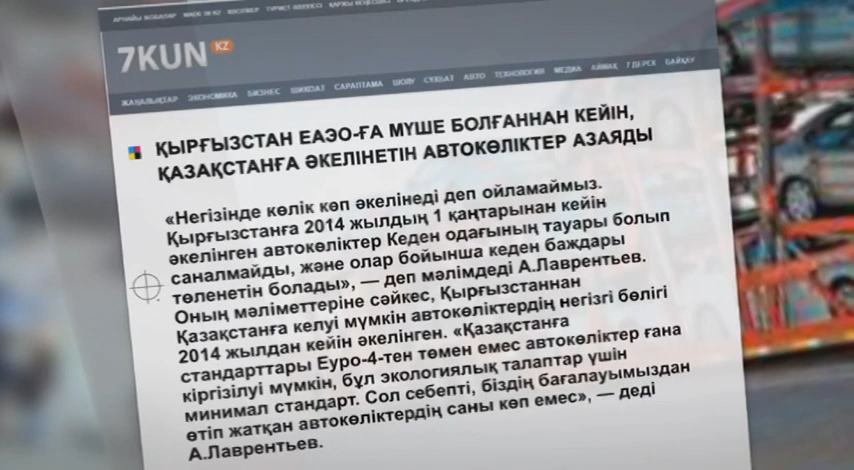 7KUN KZ
ЖАҢАЛЫҚТАР ЭКОНОМИКА БИЗНЕС ШИКОАТ САРАПТАМА ШОЛУ СҰХБАТ АВТО ТЕХНОЛОГИЯ МЕДИА АЙМАҚ 7 ДЕРЕК БАЙҚАУ
ҚЫРҒЫЗСТАН ЕАЭО-ҒА МҮШЕ БОЛҒАННАН КЕЙІН,
ҚАЗАҚСТАНҒА ӘКЕЛІНЕТІН АВТОКӨЛІКТЕР АЗАЯДЫ
«Негізінде көлік көп әкелінеді деп ойламаймыз.
Қырғызстанға 2014 жылдың 1 қаңтарынан кейін
әкелінген автокөліктер Кеден одағының тауары болып
саналмайды, және олар бойынша кеден баждары
төленетін болады», — деп мәлімдеді А.Лаврентьев.
Оның мәліметтеріне сәйкес, Қырғызстаннан
Қазақстанға келуі мүмкін автокөліктердің негізгі бөлігі
2014 жылдан кейін әкелінген. «Қазақстанға
стандарттары Еуро-4-тен төмен емес автокөліктер ғана
кіргізілуі мүмкін, бұл экологиялық талаптар үшін
минимал стандарт. Сол себепті, біздің бағалауымыздан
өтіп жатқан автокөліктердің саны көп емес», — деді
А.Лаврентьев.